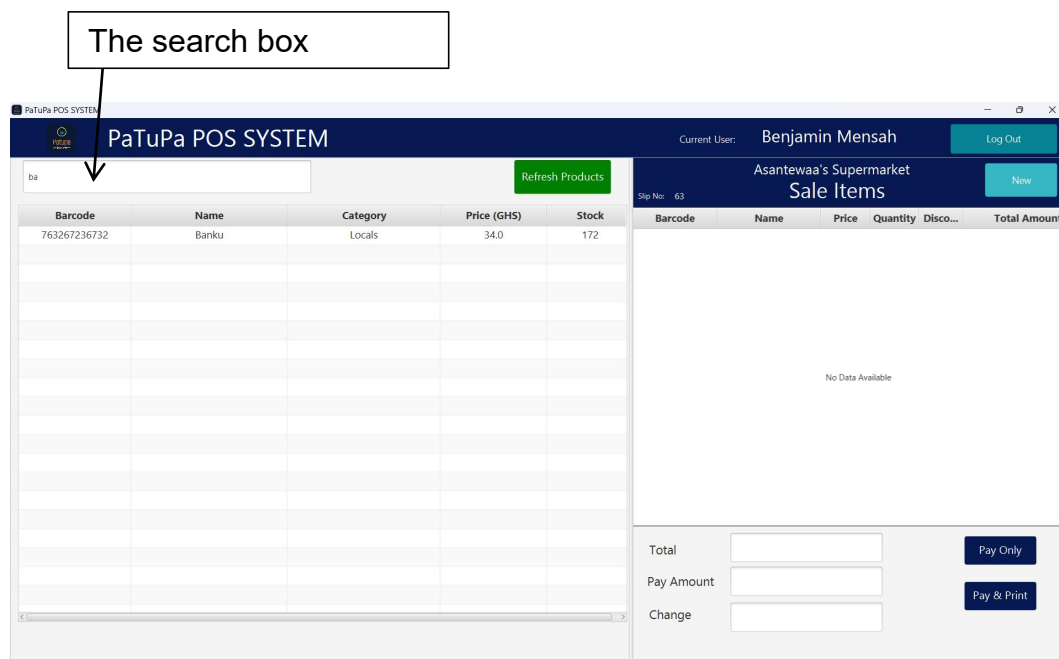 The search box
PaTuPa POS SYSTEM
PaTuPa POS SYSTEM
Current User: Benjamin Mensah
Log Out
ba
Refresh Products
Asantewaa's Supermarket
Slip No: 63
Sale Items
New
Barcode Name Category Price (GHS) Stock
763267236732 Banku Locals 34.0 172
Barcode Name Price Quantity Disco... Total Amount
No Data Available
Total
Pay Amount
Change
Pay Only
Pay & Print